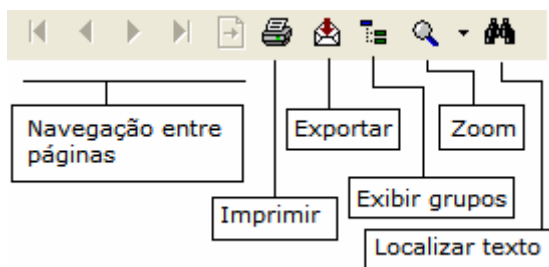 Navegação entre
páginas
Exportar
Zoom
Imprimir
Exibir grupos
Localizar texto